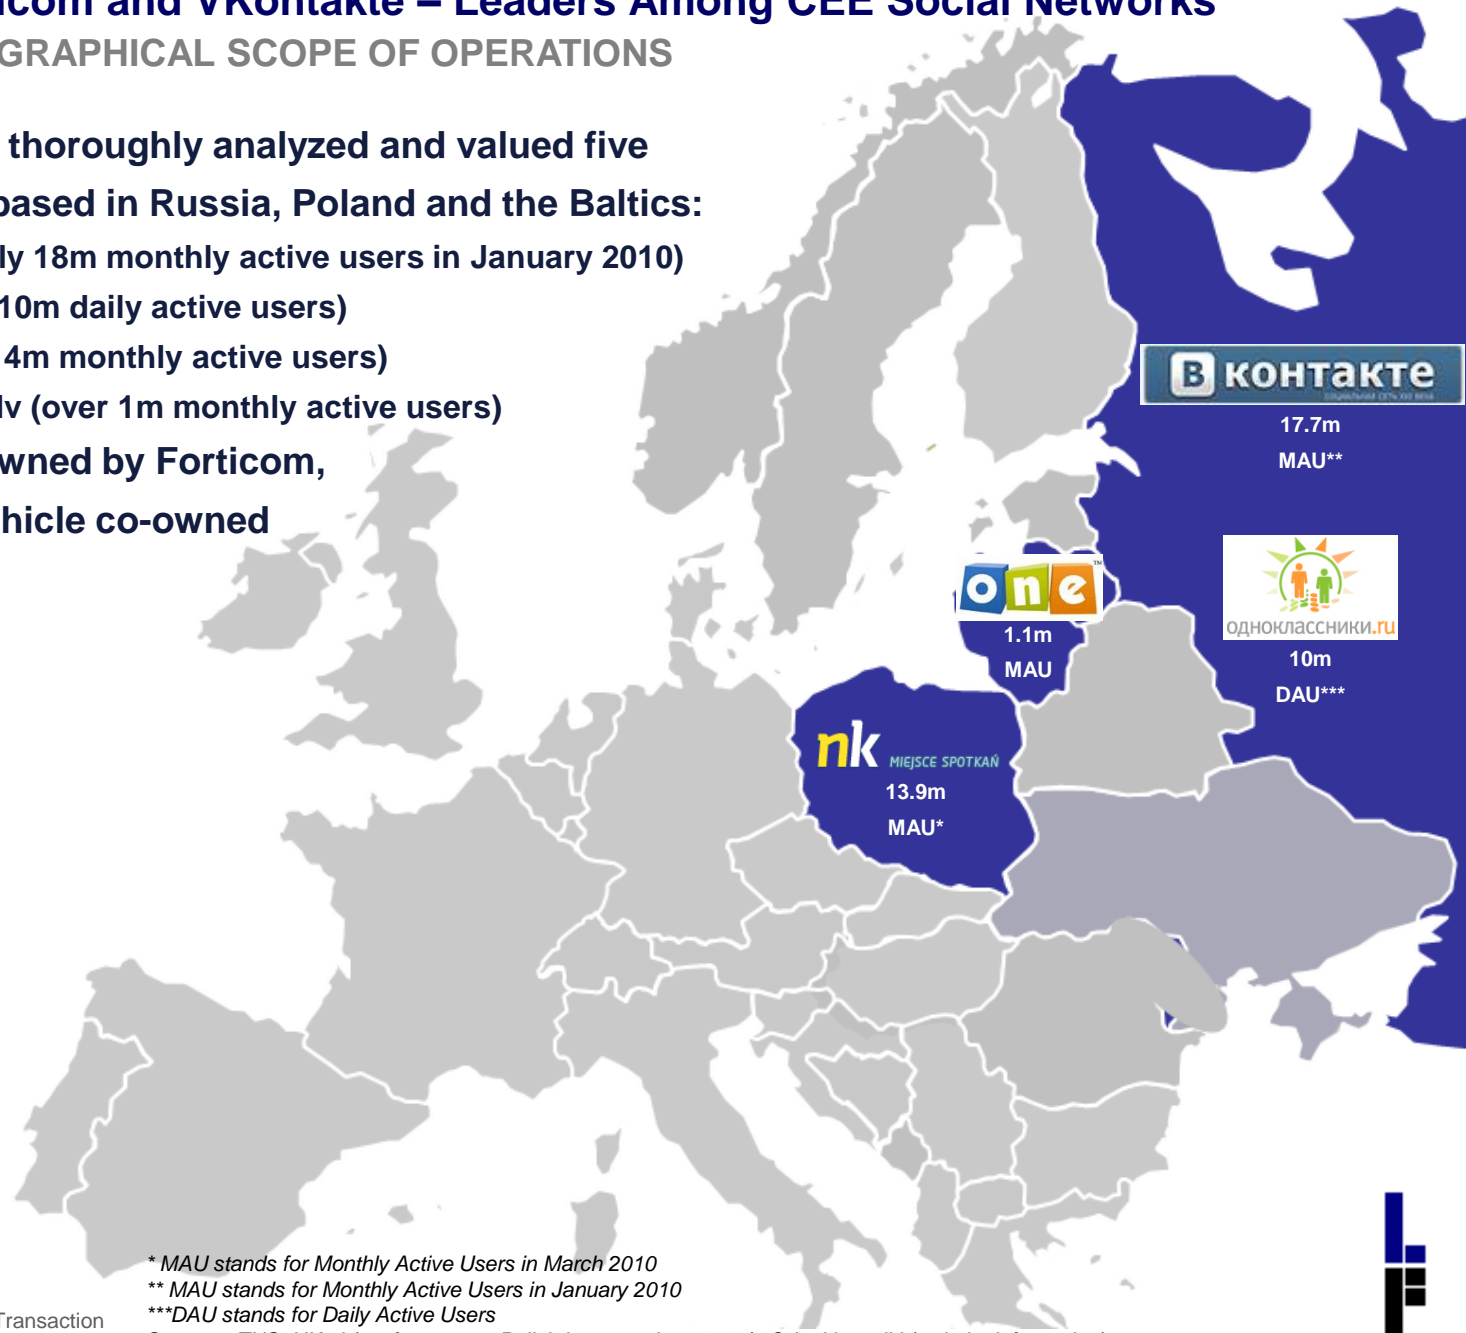 com and VKontakte – Leaders Among CEE Social Networks
GRAPHICAL SCOPE OF OPERATIONS
thoroughly analyzed and valued five
based in Russia, Poland and the Baltics:
ly 18m monthly active users in January 2010)
10m daily active users)
4m monthly active users)
lv (over 1m monthly active users)
wned by Forticom,
hicle co-owned
В контакте
17.7m
MAU**
one™
1.1m
MAU
одноклассники.ru
10m
DAU***
nk MIEJSCE SPOTKAŃ
13.9m
MAU*
* MAU stands for Monthly Active Users in March 2010
** MAU stands for Monthly Active Users in January 2010
***DAU stands for Daily Active Users
Transaction